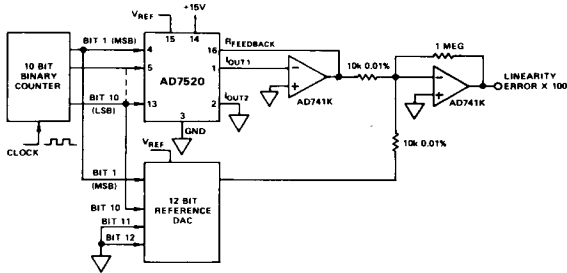 VREF
+15V
BIT 1 (MSB)
4
15
14
16
RFEEDBACK
10 BIT
BINARY
COUNTER
5
AD7520
1
IOUT1
13
2
IOUT2
BIT 10
(LSB)
3
GND
CLOCK
AD741K
10k 0.01%
1 MEG
AD741K
LINEARITY
ERROR X 100
10k 0.01%
VREF
BIT 1
(MSB)
BIT 10
BIT 11
BIT 12
12 BIT
REFERENCE
DAC